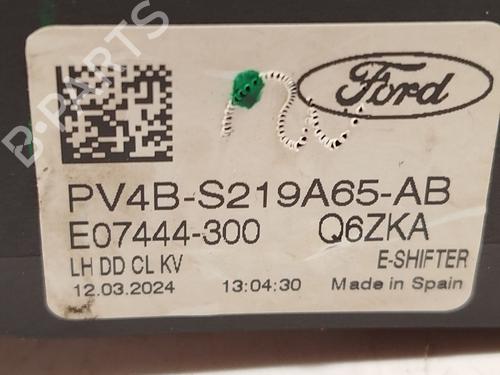 B-PARTS
Ford
PV4B-S219A65-AB
E07444-300 Q6ZKA
LH DD CL KV E-SHIFTER
12.03.2024 13:04:30 Made in Spain